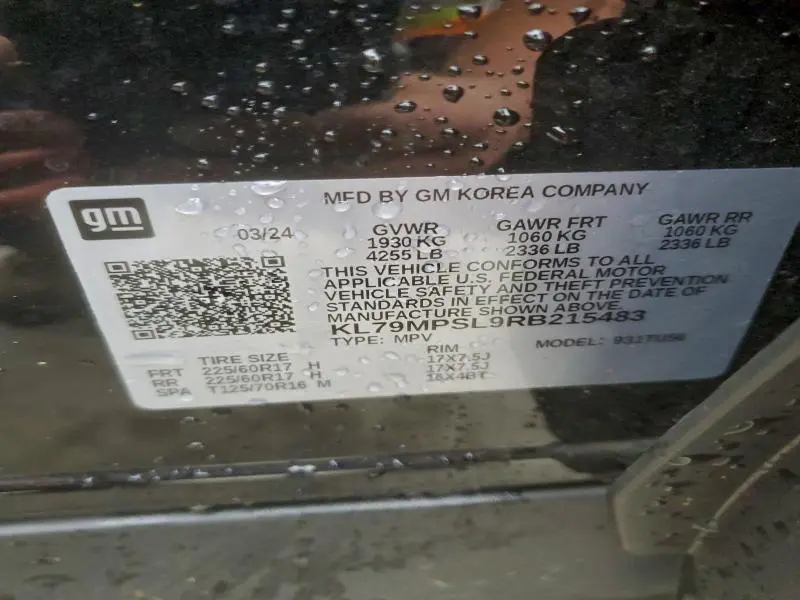 gm
MFD BY GM KOREA COMPANY
03/24
GVWR GAWR FRT GAWR RR
1930 KG 1060 KG 1060 KG
4255 LB 2336 LB 2336 LB
THIS VEHICLE CONFORMS TO ALL
APPLICABLE U.S. FEDERAL MOTOR
VEHICLE SAFETY AND THEFT PREVENTION
STANDARDS IN EFFECT ON THE DATE OF
MANUFACTURE SHOWN ABOVE
KL79MPSL9RB215483
TYPE: MPV MODEL:
TIRE SIZE RIM
FRT 225/60R17 H 17X7.5J
RR 225/60R17 H 17X7.5J
SPA T125/70R16 M 16X4BT